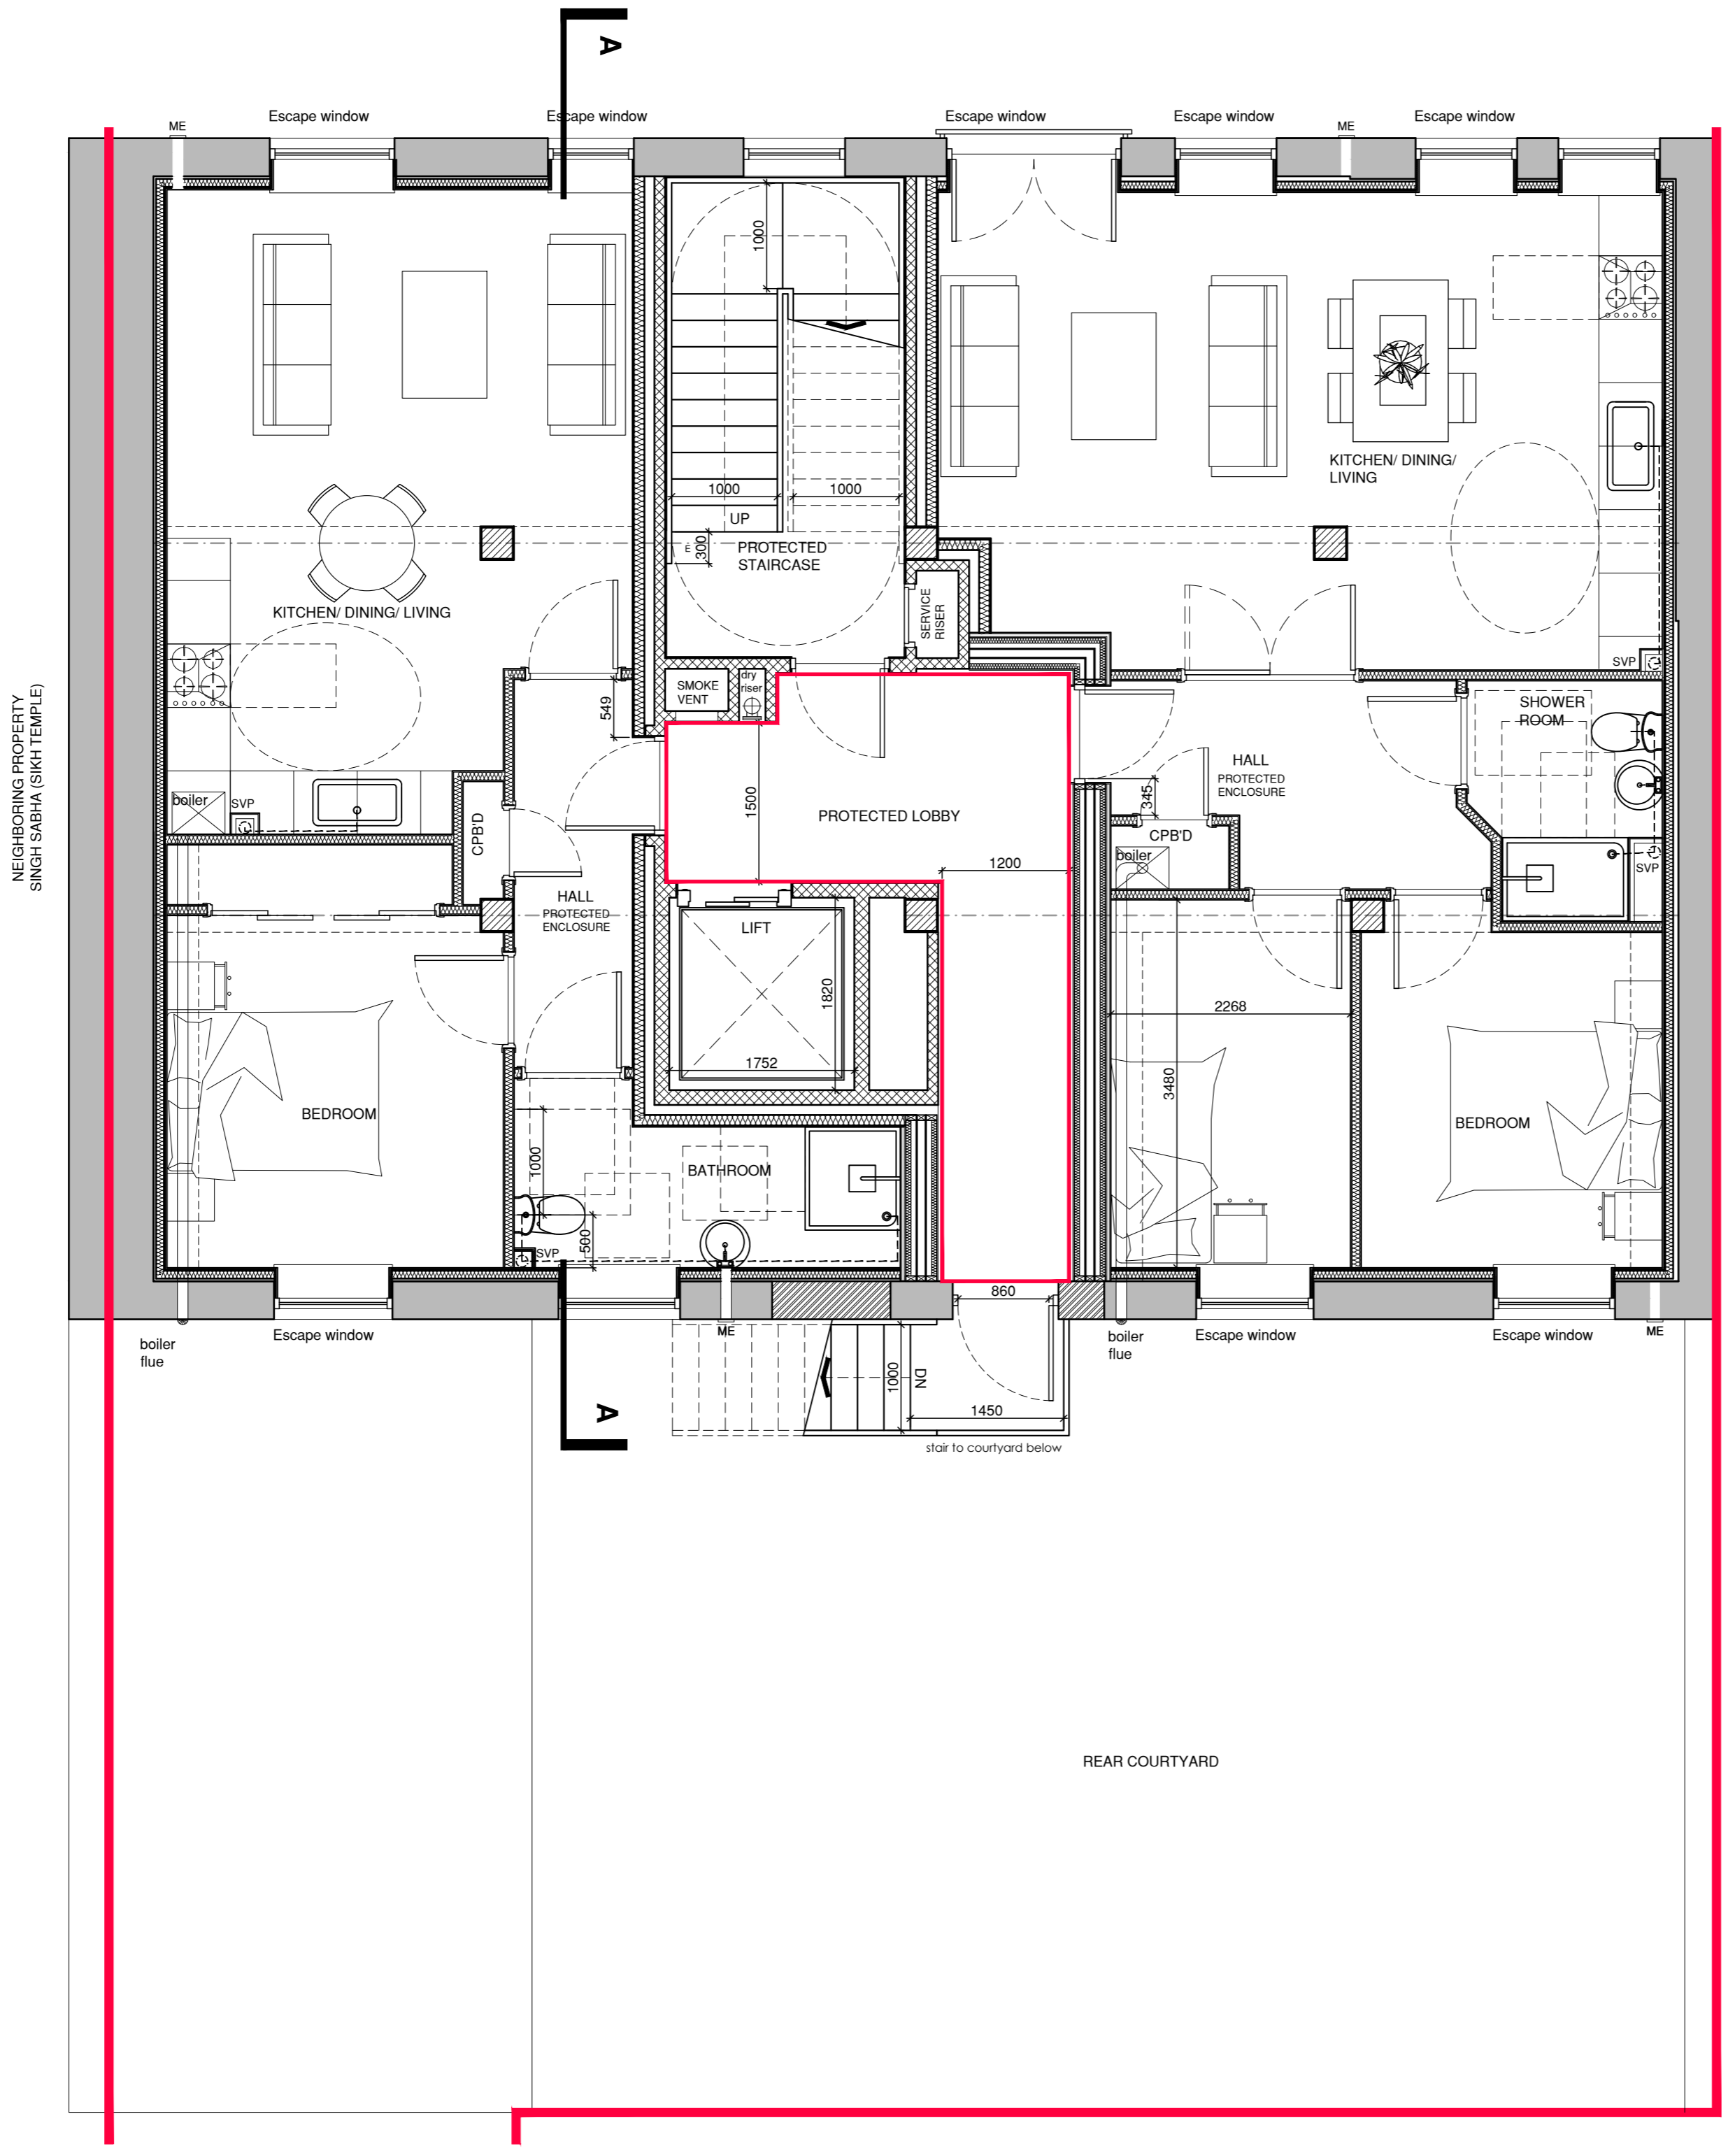 A
Escape window
Escape window
Escape window
Escape window
Escape window
ME
ME
1000
1000
1000
UP
E
300
PROTECTED
STAIRCASE
KITCHEN/ DINING/
LIVING
KITCHEN/ DINING/ LIVING
SERVICE
RISER
SVP
SMOKE
VENT
dry
riser
549
SHOWER
ROOM
HALL
PROTECTED
ENCLOSURE
NEIGHBORING PROPERTY
SINGH SABHA (SIKH TEMPLE)
boiler
SVP
CPB'D
1500
PROTECTED LOBBY
345
CPB'D
boiler
1200
SVP
HALL
PROTECTED
ENCLOSURE
LIFT
1820
1752
2268
3480
BEDROOM
BEDROOM
1000
BATHROOM
500
SVP
860
boiler
flue
Escape window
ME
boiler
flue
Escape window
Escape window
ME
1000
DN
1450
A
stair to courtyard below
REAR COURTYARD